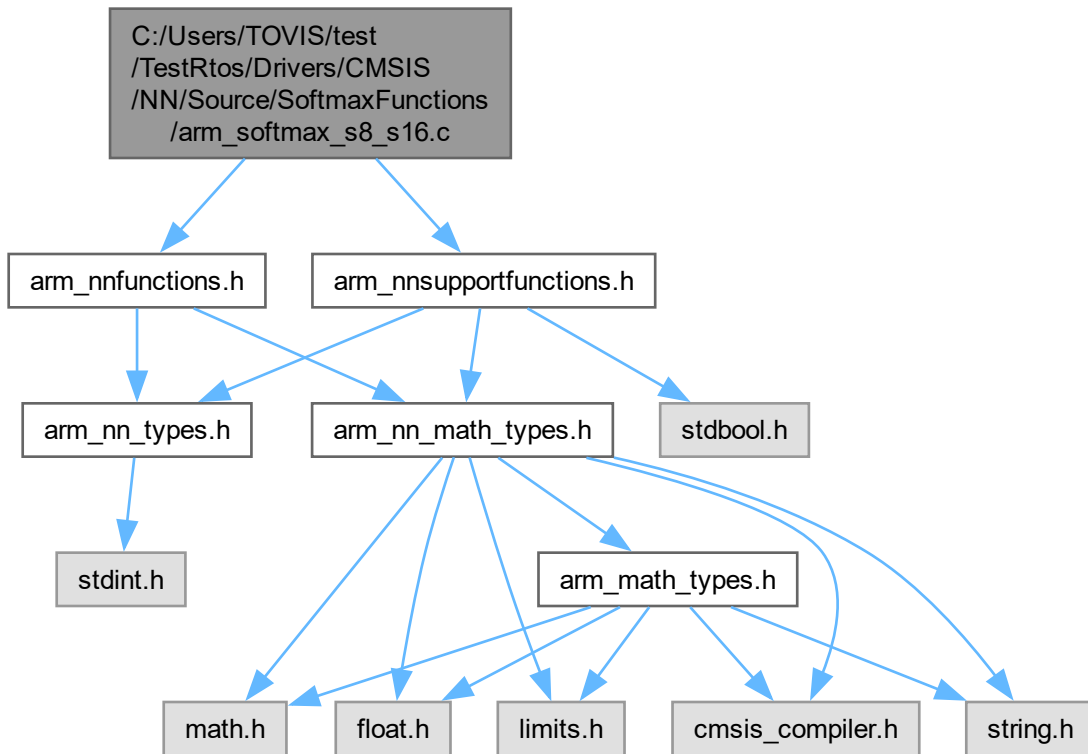 C:/Users/TOVIS/test
/TestRtos/Drivers/CMSIS
/NN/Source/SoftmaxFunctions
/arm_softmax_s8_s16.c
arm_nnfunctions.h
arm_nnsupportfunctions.h
arm_nn_types.h
arm_nn_math_types.h
stdbool.h
stdint.h
arm_math_types.h
math.h
float.h
limits.h
cmsis_compiler.h
string.h